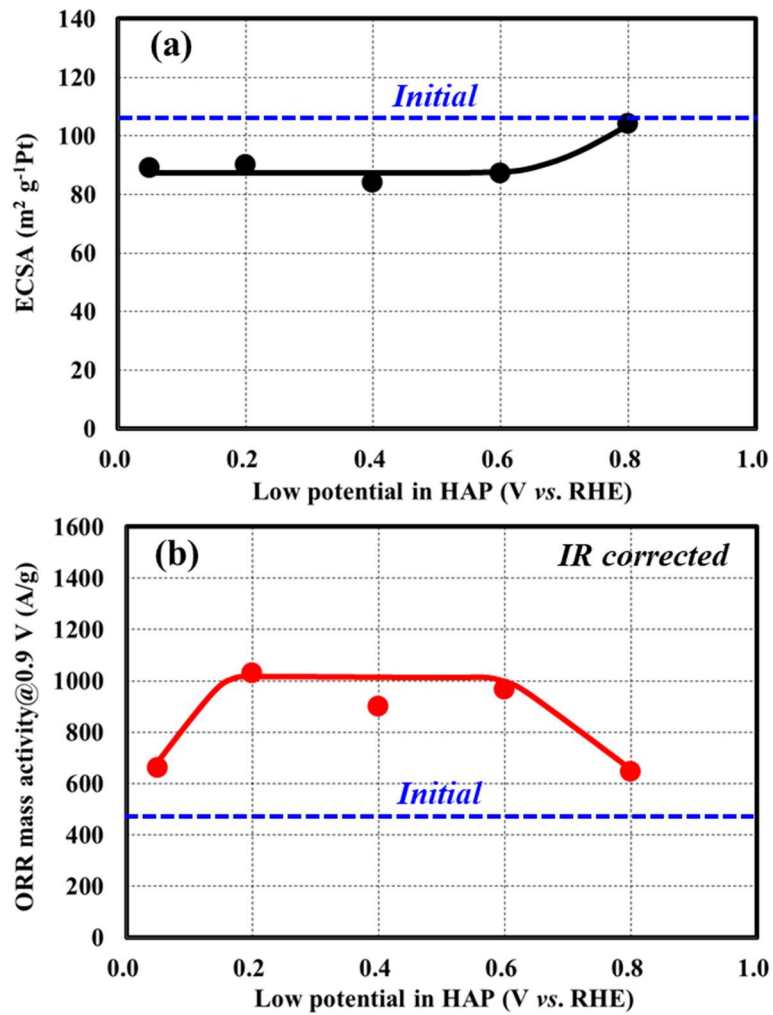 (a)
Initial
ECSA (m² g⁻¹Pt)
140
120
100
80
60
40
20
0
0.0 0.2 0.4 0.6 0.8 1.0
Low potential in HAP (V vs. RHE)
(b)
IR corrected
Initial
ORR mass activity@0.9 V (A/g)
1600
1400
1200
1000
800
600
400
200
0
0.0 0.2 0.4 0.6 0.8 1.0
Low potential in HAP (V vs. RHE)